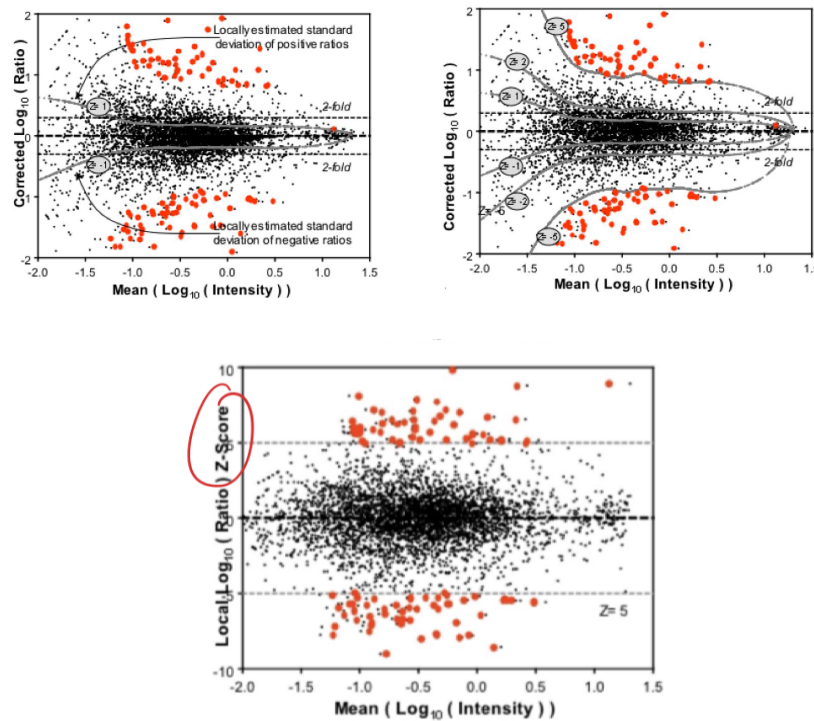 2
Locally estimated standard
deviation of positive ratios
1
Z= 1
2-fold
0
Z= -1
2-fold
-1
Locally estimated standard
deviation of negative ratios
-2
-2.0 -1.5 -1.0 -0.5 0.0 0.5 1.0 1.5
Corrected Log10 ( Ratio )
Mean ( Log10 ( Intensity ) )
2
Z= 5
Z= 2
1
Z= 1
2-fold
0
2-fold
Z= -1
-1
Z= -2
Z= -5
-2
-2.0 -1.5 -1.0 -0.5 0.0 0.5 1.0 1.5
Corrected Log10 ( Ratio )
Mean ( Log10 ( Intensity ) )
10
5
0
-5
Z= 5
-10
-2.0 -1.5 -1.0 -0.5 0.0 0.5 1.0 1.5
Local Log10 ( Ratio ) Z-Score
Mean ( Log10 ( Intensity ) )